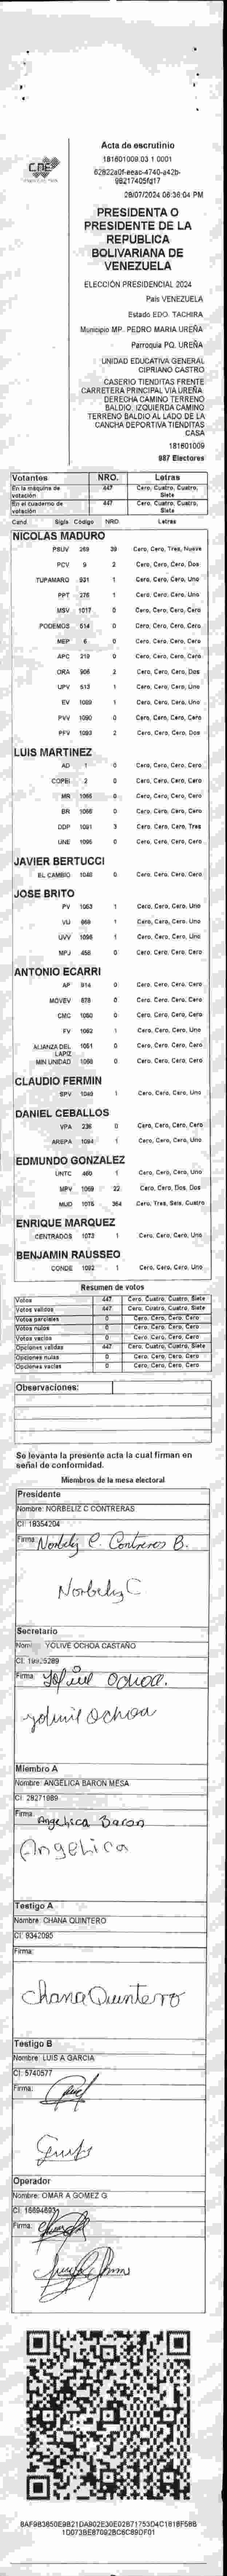 CNE
Acta de escrutinio
181601009.03.1.0001
28/07/2024 08:36:04 PM
PRESIDENTA O
PRESIDENTE DE LA
REPÚBLICA
BOLIVARIANA DE
VENEZUELA
ELECCIÓN PRESIDENCIAL 2024
País VENEZUELA
Estado EDO. TACHIRA
Municipio MP. PEDRO MARIA UREÑA
Parroquia PQ. UREÑA
UNIDAD EDUCATIVA GENERAL
CIPRIANO CASTRO
CASERIO TIENDITAS FRENTE
CARRETERA PRINCIPAL VIA UREÑA.
DERECHA CAMINO TERRENO
BALDIO. IZQUIERDA CAMINO
TERRENO BALDIO AL LADO DE LA
CANCHA DEPORTIVA TIENDITAS
CASA
181601009
987 Electores
Votantes NRO. Letras
En la máquina de votación 447 Cero, Cuatro, Cuatro, Siete
En el cuaderno de votación 447 Cero, Cuatro, Cuatro, Siete
Cand. Sigla Código NRO. Letras
NICOLAS MADURO
PSUV 269 39 Cero, Cero, Tres, Nueve
PCV 9 2 Cero, Cero, Cero, Dos
TUPAMARO 931 1 Cero, Cero, Cero, Uno
PPT 276 1 Cero, Cero, Cero, Uno
MSV 1017 0 Cero, Cero, Cero, Cero
PODEMOS 614 0 Cero, Cero, Cero, Cero
MEP 6 0 Cero, Cero, Cero, Cero
APC 219 0 Cero, Cero, Cero, Cero
ORA 906 2 Cero, Cero, Cero, Dos
UPV 513 1 Cero, Cero, Cero, Uno
EV 1089 1 Cero, Cero, Cero, Uno
PVV 1090 0 Cero, Cero, Cero, Cero
PFV 1093 2 Cero, Cero, Cero, Dos
LUIS MARTINEZ
AD 1 0 Cero, Cero, Cero, Cero
COPEI 2 0 Cero, Cero, Cero, Cero
MR 1065 0 Cero, Cero, Cero, Cero
BR 1066 0 Cero, Cero, Cero, Cero
DDP 1091 3 Cero, Cero, Cero, Tres
UNE 1095 0 Cero, Cero, Cero, Cero
JAVIER BERTUCCI
EL CAMBIO 1048 0 Cero, Cero, Cero, Cero
JOSE BRITO
PV 1063 1 Cero, Cero, Cero, Uno
VU 969 1 Cero, Cero, Cero, Uno
UVV 1098 1 Cero, Cero, Cero, Uno
MPJ 456 0 Cero, Cero, Cero, Cero
ANTONIO ECARRI
AP 914 0 Cero, Cero, Cero, Cero
MOVEV 878 0 Cero, Cero, Cero, Cero
CMC 1050 0 Cero, Cero, Cero, Cero
FV 1062 1 Cero, Cero, Cero, Uno
ALIANZA DEL LAPIZ 1051 0 Cero, Cero, Cero, Cero
MIN UNIDAD 1068 0 Cero, Cero, Cero, Cero
CLAUDIO FERMIN
SPV 1040 1 Cero, Cero, Cero, Uno
DANIEL CEBALLOS
VPA 236 0 Cero, Cero, Cero, Cero
AREPA 1094 1 Cero, Cero, Cero, Uno
EDMUNDO GONZALEZ
UNTC 460 1 Cero, Cero, Cero, Uno
MPV 1069 22 Cero, Cero, Dos, Dos
MUD 1015 364 Cero, Tres, Seis, Cuatro
ENRIQUE MARQUEZ
CENTRADOS 1073 1 Cero, Cero, Cero, Uno
BENJAMIN RAUSSEO
CONDE 1092 1 Cero, Cero, Cero, Uno
Resumen de votos
Votos 447 Cero, Cuatro, Cuatro, Siete
Votos validos 447 Cero, Cuatro, Cuatro, Siete
Votos parciales 0 Cero, Cero, Cero, Cero
Votos nulos 0 Cero, Cero, Cero, Cero
Votos vacios 0 Cero, Cero, Cero, Cero
Opciones validas 447 Cero, Cuatro, Cuatro, Siete
Opciones nulas 0 Cero, Cero, Cero, Cero
Opciones vacias 0 Cero, Cero, Cero, Cero
Observaciones:
Se levanta la presente acta la cual firman en
señal de conformidad.
Miembros de la mesa electoral
Presidente
Nombre: NORBELIZ C CONTRERAS
CI: 18354204
Firma: Norbeliz C. Contreras B.
Norbeliz C
Secretario
YOLIVE OCHOA CASTAÑO
CI:
Firma: Ochoa.
Ochoa
Miembro A
Nombre: ANGELICA BARON MESA
CI: 28271989
Firma: Angelica Baron
Angelica
Testigo A
Nombre: CHANA QUINTERO
CI: 9342095
Firma:
Chana Quintero
Testigo B
Nombre: LUIS A GARCIA
CI: 5740577
Firma:
Operador
Nombre: OMAR A GOMEZ G
CI:
Firma: